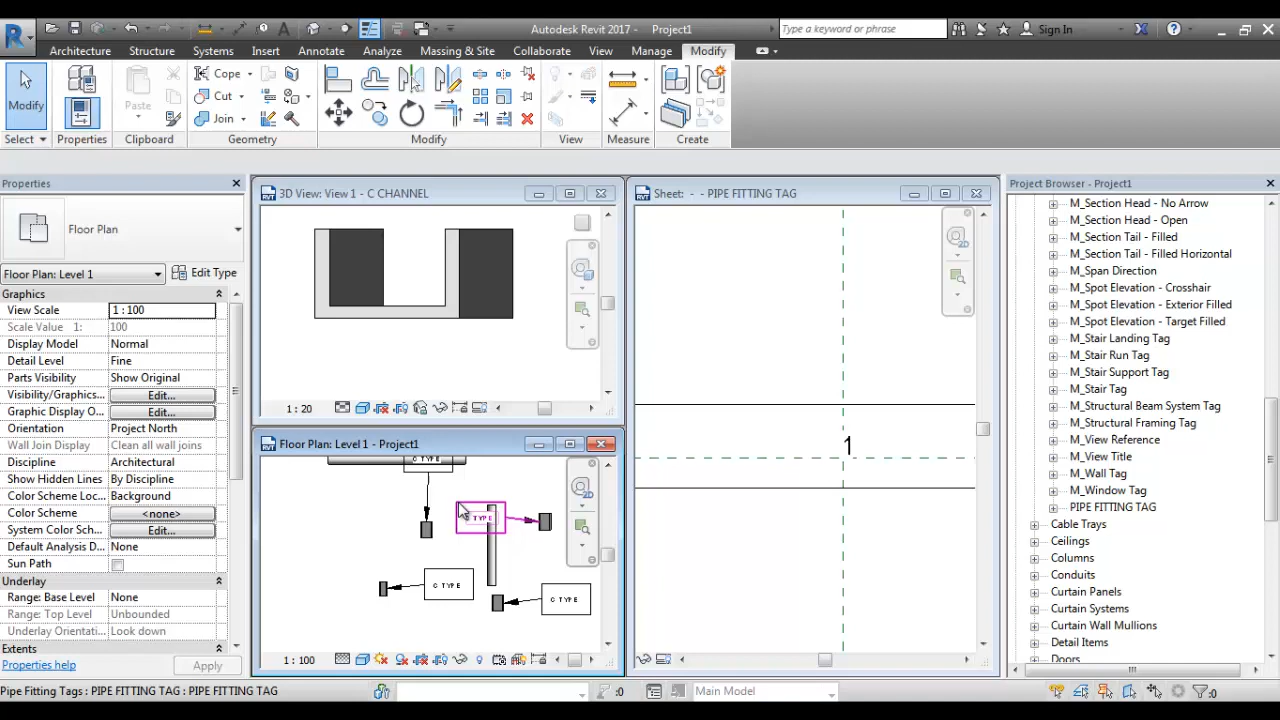 Autodesk Revit 2017 - Project1
Type a keyword or phrase
Sign In
Architecture Structure Systems Insert Annotate Analyze Massing & Site Collaborate View Manage Modify
Modify
Properties
Paste
Cope
Cut
Join
Select Properties Clipboard Geometry Modify View Measure Create
Properties
Floor Plan
Floor Plan: Level 1
Edit Type
Graphics
View Scale 1 : 100
Scale Value 1: 100
Display Model Normal
Detail Level Fine
Parts Visibility Show Original
Visibility/Graphics... Edit...
Graphic Display O... Edit...
Orientation Project North
Wall Join Display Clean all wall joins
Discipline Architectural
Show Hidden Lines By Discipline
Color Scheme Loc... Background
Color Scheme <none>
System Color Sch... Edit...
Default Analysis D... None
Sun Path
Underlay
Range: Base Level None
Range: Top Level Unbounded
Underlay Orientati... Look down
Extents
Properties help
Apply
3D View: View 1 - C CHANNEL
1 : 20
Floor Plan: Level 1 - Project1
C TYPE
TYPE
C TYPE
C TYPE
1 : 100
Sheet: - - PIPE FITTING TAG
2D
1
2D
Project Browser - Project1
M_Section Head - No Arrow
M_Section Head - Open
M_Section Tail - Filled
M_Section Tail - Filled Horizontal
M_Span Direction
M_Spot Elevation - Crosshair
M_Spot Elevation - Exterior Filled
M_Spot Elevation - Target Filled
M_Stair Landing Tag
M_Stair Run Tag
M_Stair Support Tag
M_Stair Tag
M_Structural Beam System Tag
M_Structural Framing Tag
M_View Reference
M_View Title
M_Wall Tag
M_Window Tag
PIPE FITTING TAG
Cable Trays
Ceilings
Columns
Conduits
Curtain Panels
Curtain Systems
Curtain Wall Mullions
Detail Items
Doors
Pipe Fitting Tags : PIPE FITTING TAG : PIPE FITTING TAG
:0
Main Model
:0